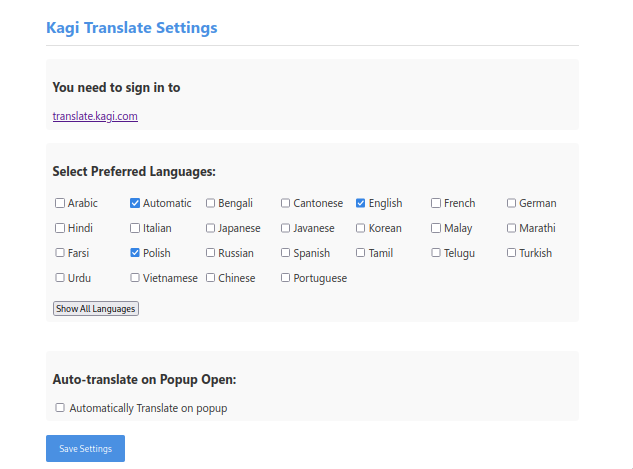 Kagi Translate Settings
You need to sign in to
translate.kagi.com
Select Preferred Languages:
Arabic Automatic Bengali Cantonese English French German
Hindi Italian Japanese Javanese Korean Malay Marathi
Farsi Polish Russian Spanish Tamil Telugu Turkish
Urdu Vietnamese Chinese Portuguese
Show All Languages
Auto-translate on Popup Open:
Automatically Translate on popup
Save Settings